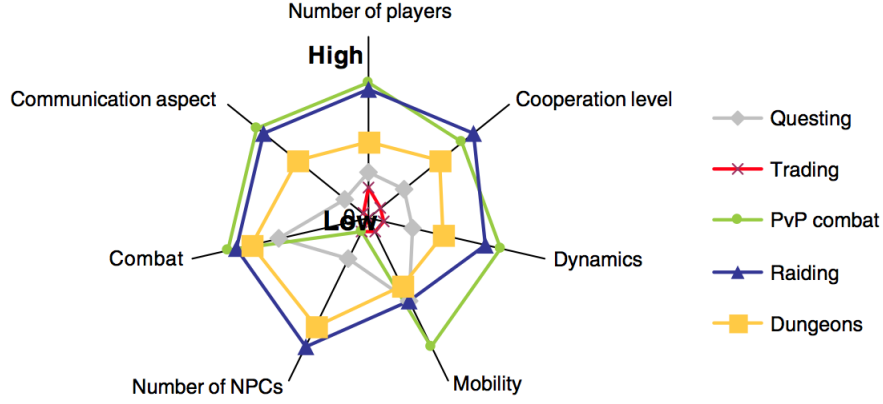 Number of players
High
Communication aspect
Cooperation level
Questing
Trading
Low
PvP combat
Combat
Dynamics
Raiding
Dungeons
Number of NPCs
Mobility